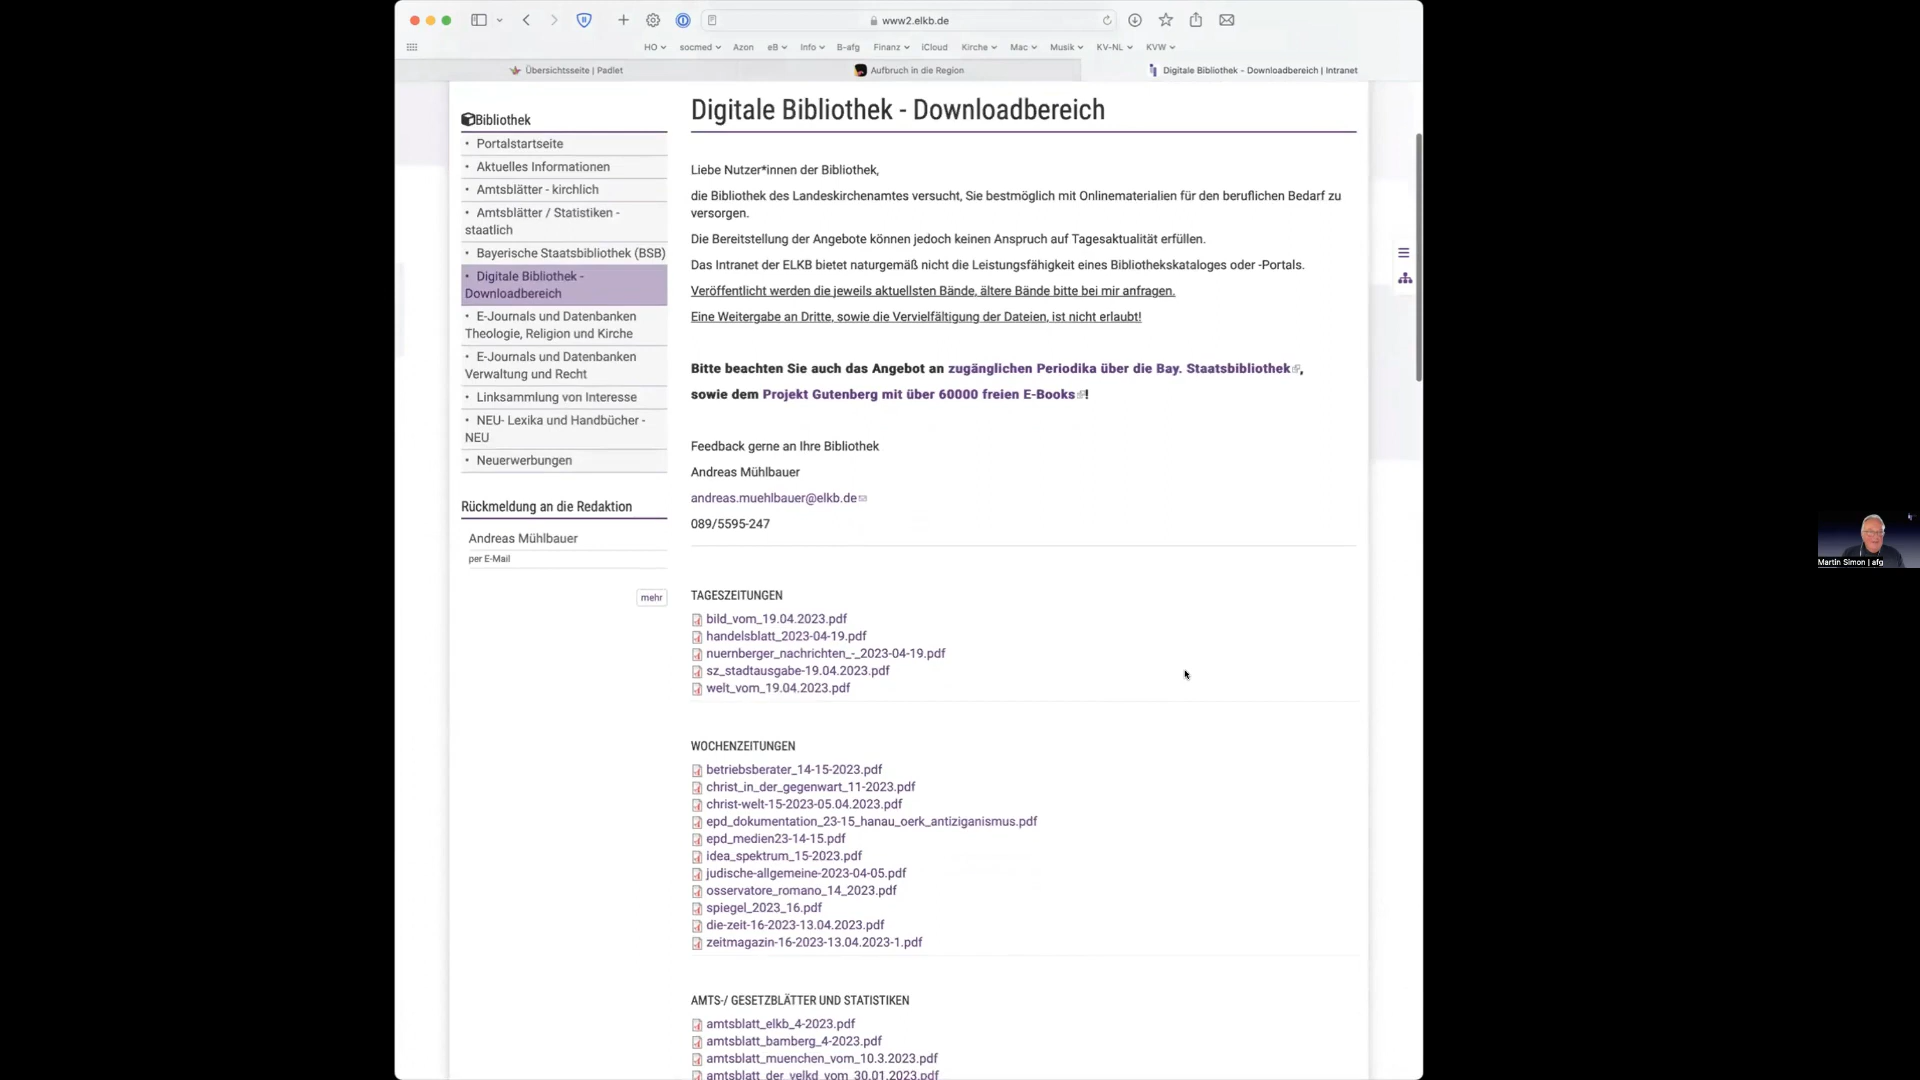 www2.elkb.de
HO
socmed
Azon
eB
Info
B-afg
Finanz
iCloud
Kirche
Mac
Musik
KV-NL
KVW
Übersichtsseite | Padlet
Aufbruch in die Region
Digitale Bibliothek - Downloadbereich | Intranet
Bibliothek
• Portalstartseite
• Aktuelles Informationen
• Amtsblätter - kirchlich
• Amtsblätter / Statistiken -
staatlich
• Bayerische Staatsbibliothek (BSB)
• Digitale Bibliothek -
Downloadbereich
• E-Journals und Datenbanken
Theologie, Religion und Kirche
• E-Journals und Datenbanken
Verwaltung und Recht
• Linksammlung von Interesse
• NEU- Lexika und Handbücher -
NEU
• Neuerwerbungen
Rückmeldung an die Redaktion
Andreas Mühlbauer
per E-Mail
mehr
Digitale Bibliothek - Downloadbereich
Liebe Nutzer*innen der Bibliothek,
die Bibliothek des Landeskirchenamtes versucht, Sie bestmöglich mit Onlinematerialien für den beruflichen Bedarf zu
versorgen.
Die Bereitstellung der Angebote können jedoch keinen Anspruch auf Tagesaktualität erfüllen.
Das Intranet der ELKB bietet naturgemäß nicht die Leistungsfähigkeit eines Bibliothekskataloges oder -Portals.
Veröffentlicht werden die jeweils aktuellsten Bände, ältere Bände bitte bei mir anfragen.
Eine Weitergabe an Dritte, sowie die Vervielfältigung der Dateien, ist nicht erlaubt!
Bitte beachten Sie auch das Angebot an zugänglichen Periodika über die Bay. Staatsbibliothek,
sowie dem Projekt Gutenberg mit über 60000 freien E-Books!
Feedback gerne an Ihre Bibliothek
Andreas Mühlbauer
andreas.muehlbauer@elkb.de
089/5595-247
TAGESZEITUNGEN
bild_vom_19.04.2023.pdf
handelsblatt_2023-04-19.pdf
nuernberger_nachrichten_-_2023-04-19.pdf
sz_stadtausgabe-19.04.2023.pdf
welt_vom_19.04.2023.pdf
WOCHENZEITUNGEN
betriebsberater_14-15-2023.pdf
christ_in_der_gegenwart_11-2023.pdf
christ-welt-15-2023-05.04.2023.pdf
epd_dokumentation_23-15_hanau_oerk_antiziganismus.pdf
epd_medien23-14-15.pdf
idea_spektrum_15-2023.pdf
judische-allgemeine-2023-04-05.pdf
osservatore_romano_14_2023.pdf
spiegel_2023_16.pdf
die-zeit-16-2023-13.04.2023.pdf
zeitmagazin-16-2023-13.04.2023-1.pdf
AMTS-/ GESETZBLÄTTER UND STATISTIKEN
amtsblatt_elkb_4-2023.pdf
amtsblatt_bamberg_4-2023.pdf
amtsblatt_muenchen_vom_10.3.2023.pdf
amtsblatt_der_velkd_vom_30.01.2023.pdf
Martin Simon | afg